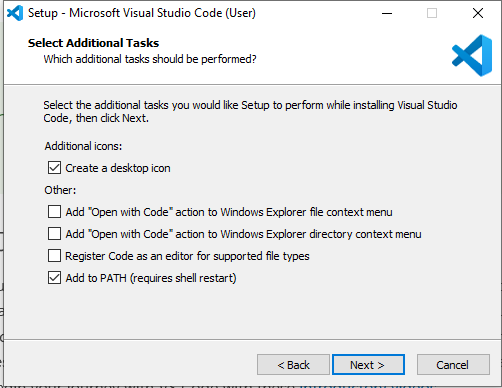 Setup - Microsoft Visual Studio Code (User)
Select Additional Tasks
Which additional tasks should be performed?
Select the additional tasks you would like Setup to perform while installing Visual Studio
Code, then click Next.
Additional icons:
Create a desktop icon
Other:
Add "Open with Code" action to Windows Explorer file context menu
Add "Open with Code" action to Windows Explorer directory context menu
Register Code as an editor for supported file types
Add to PATH (requires shell restart)
< Back
Next >
Cancel